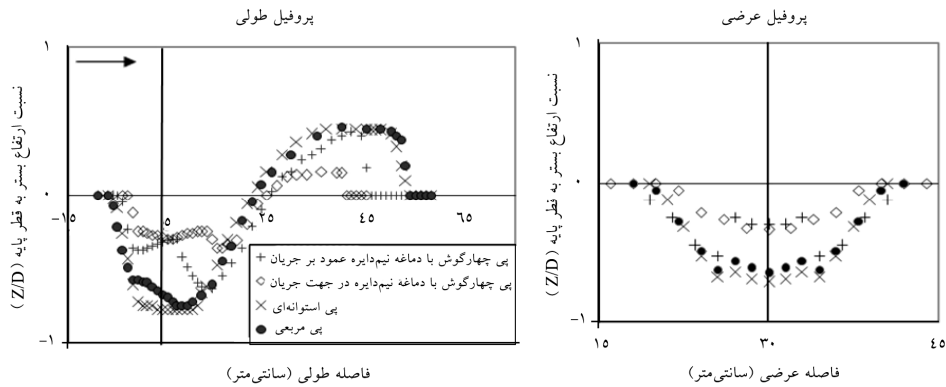 پروفیل طولی
پروفیل عرضی
نسبت ارتفاع بستر به قطر پایه (Z/D)
۱
۰
-۱
-۱۵
۵
۲۵
۴۵
۶۵
پی چهارگوش با دماغه نیم‌دایره عمود بر جریان
پی چهارگوش با دماغه نیم‌دایره در جهت جریان
پی استوانه‌ای
پی مربعی
فاصله طولی (سانتی‌متر)
نسبت ارتفاع بستر به قطر پایه (Z/D)
۱
۰
-۱
۱۵
۳۰
۴۵
فاصله عرضی (سانتی‌متر)